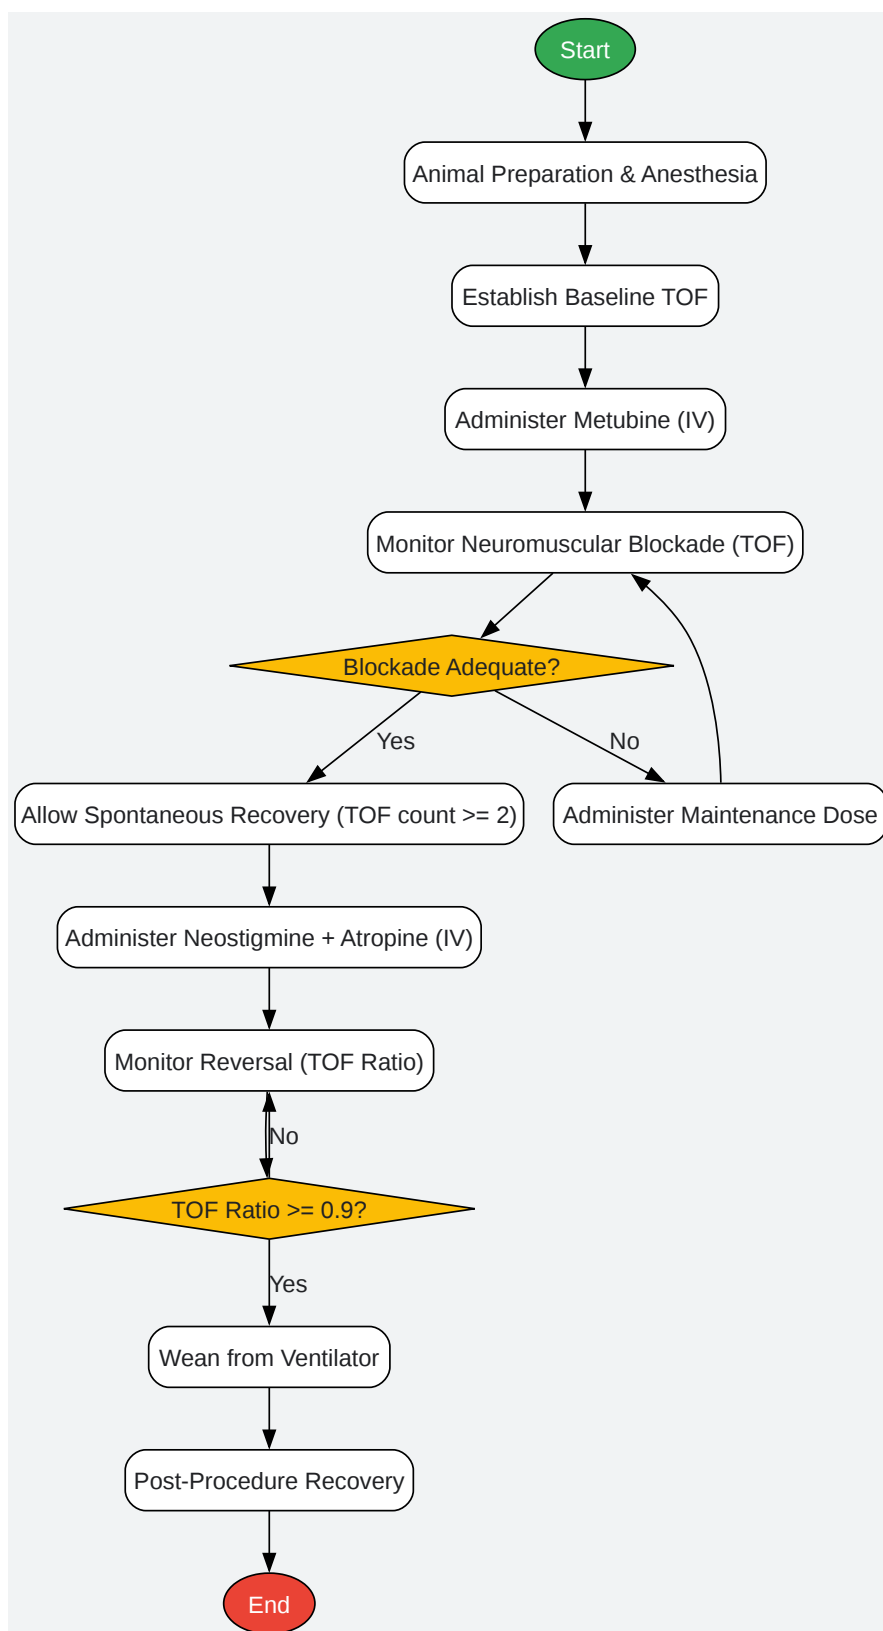 Start
Animal Preparation & Anesthesia
Establish Baseline TOF
Administer Metubine (IV)
Monitor Neuromuscular Blockade (TOF)
Blockade Adequate?
Yes
No
Allow Spontaneous Recovery (TOF count >= 2)
Administer Maintenance Dose
Administer Neostigmine + Atropine (IV)
Monitor Reversal (TOF Ratio)
No
TOF Ratio >= 0.9?
Yes
Wean from Ventilator
Post-Procedure Recovery
End